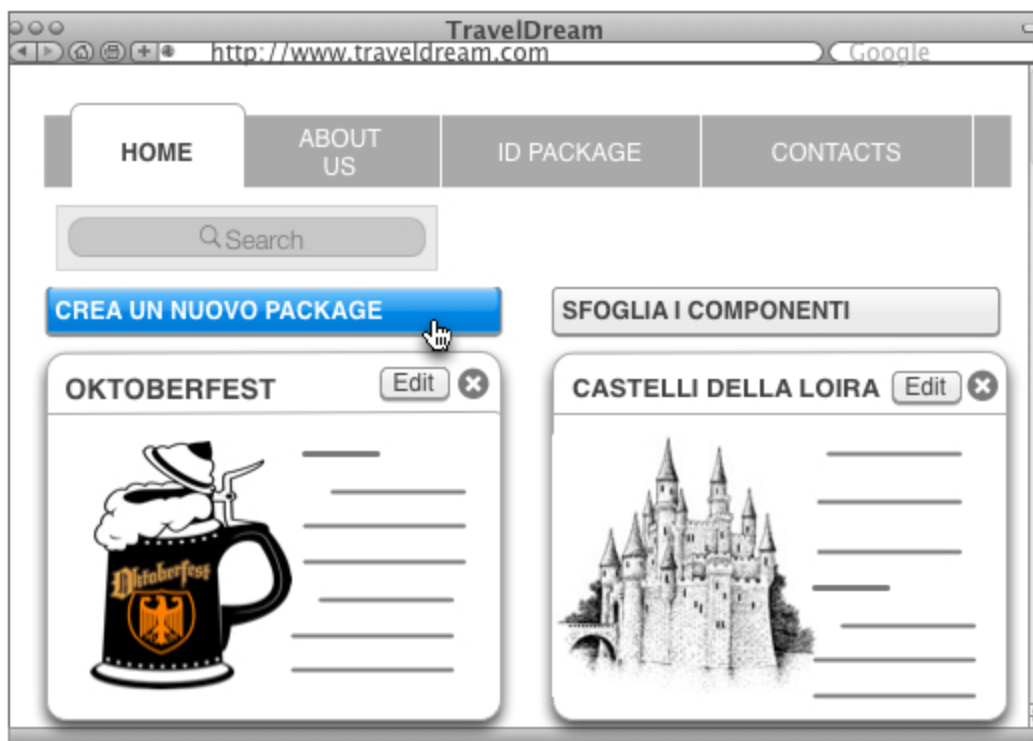 TravelDream
http://www.traveldream.com
Google
HOME
ABOUT
US
ID PACKAGE
CONTACTS
Search
CREA UN NUOVO PACKAGE
SFOGLIA I COMPONENTI
OKTOBERFEST
Edit
CASTELLI DELLA LOIRA
Edit
Oktoberfest